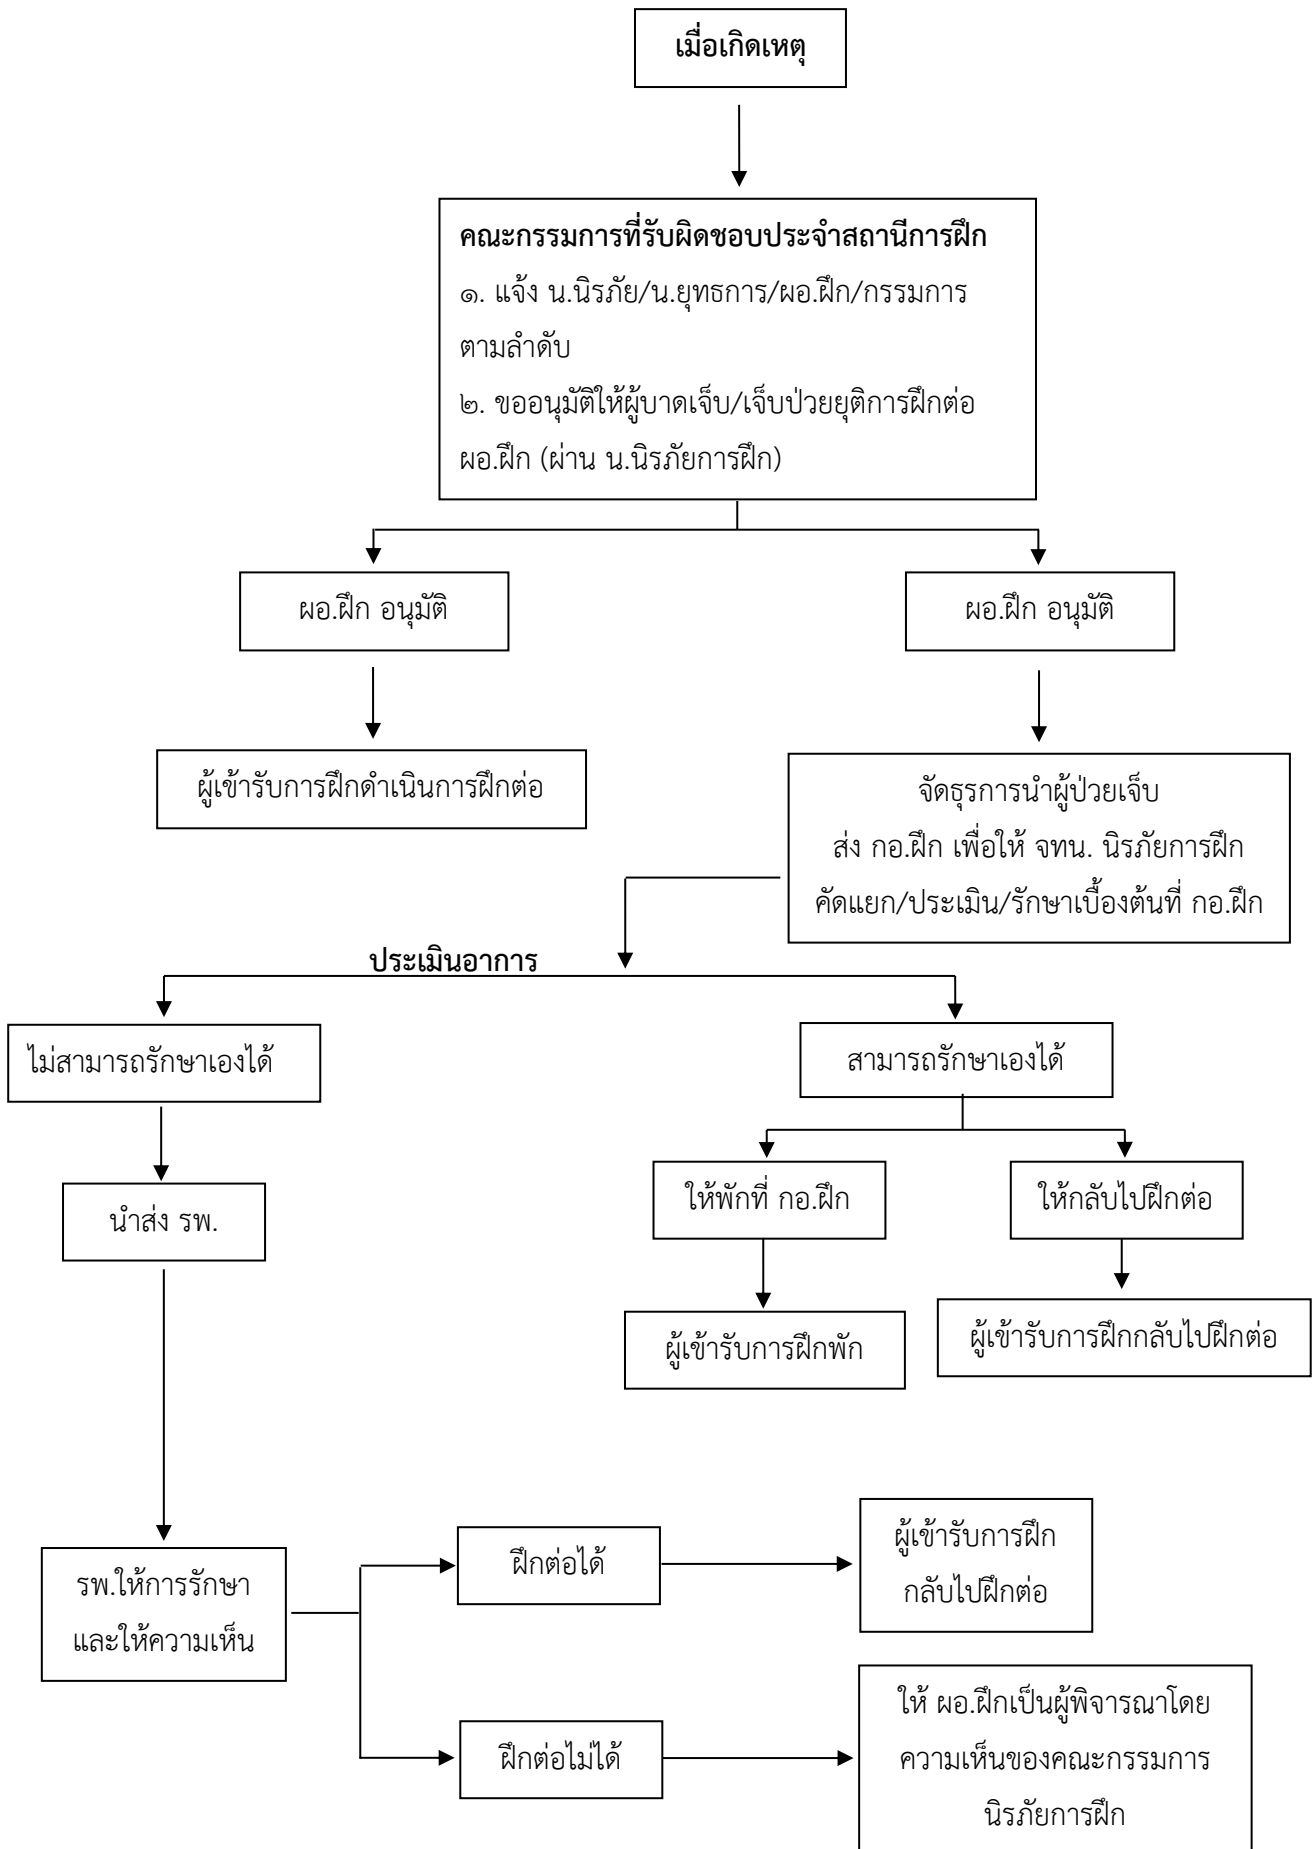 เมื่อเกิดเหตุ
คณะกรรมการที่รับผิดชอบประจำสถานีการฝึก
๑. แจ้ง น.นิรภัย/น.ยุทธการ/ผอ.ฝึก/กรรมการ
ตามลำดับ
๒. ขออนุมัติให้ผู้บาดเจ็บ/เจ็บป่วยยุติการฝึกต่อ
ผอ.ฝึก (ผ่าน น.นิรภัยการฝึก)
ผอ.ฝึก อนุมัติ
ผอ.ฝึก อนุมัติ
ผู้เข้ารับการฝึกดำเนินการฝึกต่อ
จัดธุรการนำผู้ป่วยเจ็บ
ส่ง กอ.ฝึก เพื่อให้ จทน. นิรภัยการฝึก
คัดแยก/ประเมิน/รักษาเบื้องต้นที่ กอ.ฝึก
ประเมินอาการ
ไม่สามารถรักษาเองได้
สามารถรักษาเองได้
นำส่ง รพ.
ให้พักที่ กอ.ฝึก
ให้กลับไปฝึกต่อ
ผู้เข้ารับการฝึกพัก
ผู้เข้ารับการฝึกกลับไปฝึกต่อ
รพ.ให้การรักษา
และให้ความเห็น
ฝึกต่อได้
ผู้เข้ารับการฝึก
กลับไปฝึกต่อ
ฝึกต่อไม่ได้
ให้ ผอ.ฝึกเป็นผู้พิจารณาโดย
ความเห็นของคณะกรรมการ
นิรภัยการฝึก